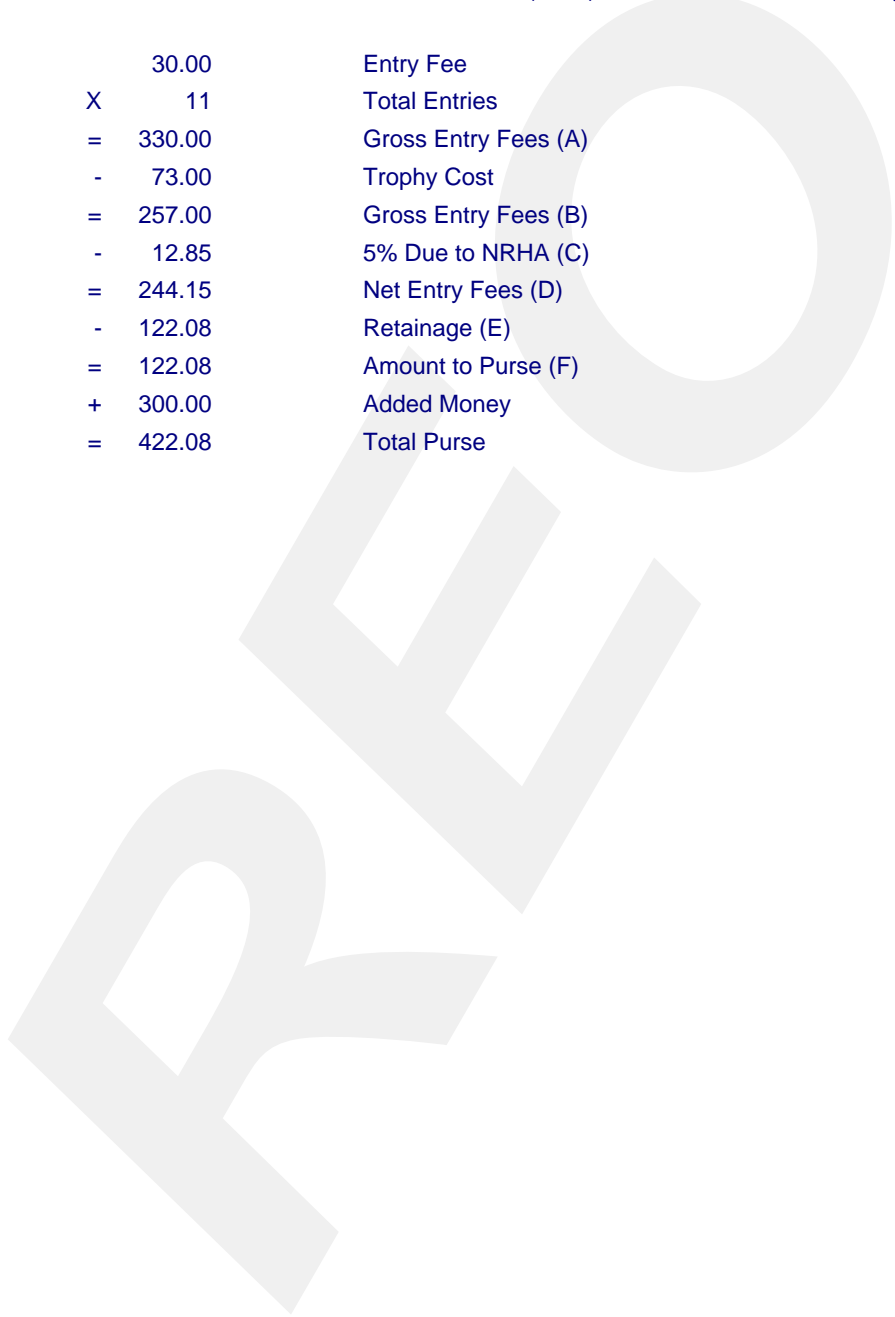 30.00 Entry Fee
X 11 Total Entries
= 330.00 Gross Entry Fees (A)
- 73.00 Trophy Cost
= 257.00 Gross Entry Fees (B)
- 12.85 5% Due to NRHA (C)
= 244.15 Net Entry Fees (D)
- 122.08 Retainage (E)
= 122.08 Amount to Purse (F)
+ 300.00 Added Money
= 422.08 Total Purse
REO